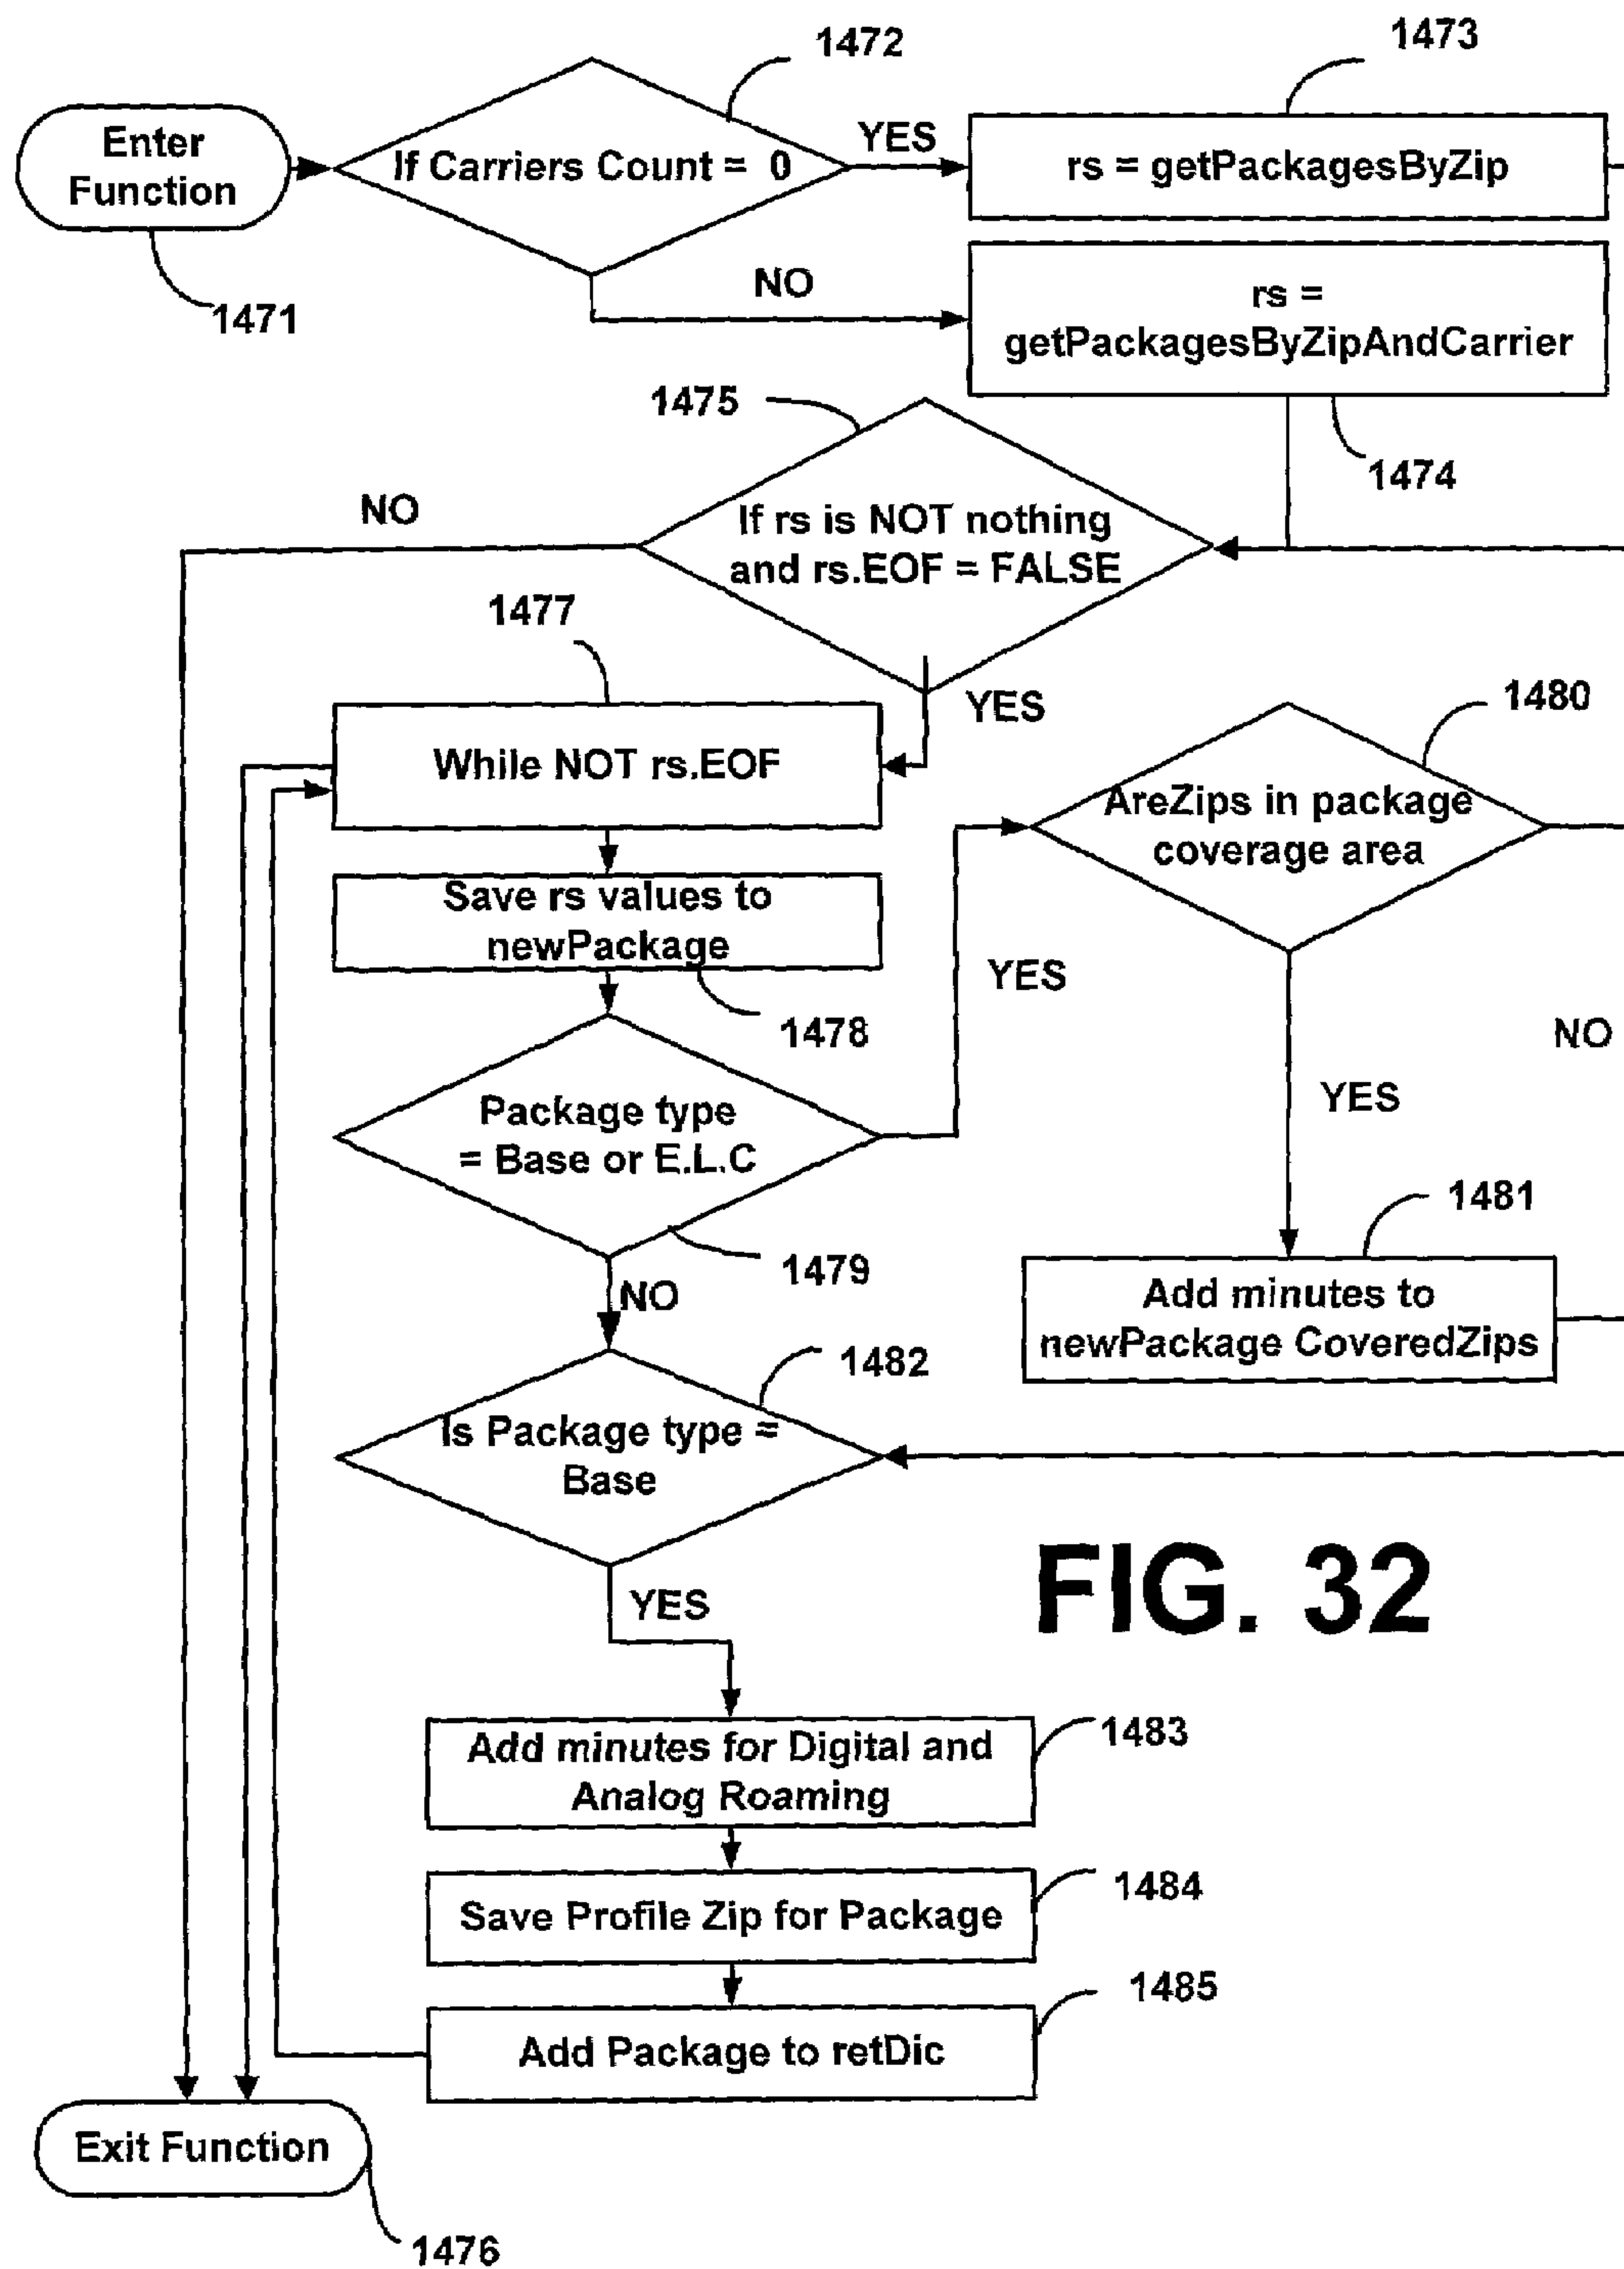 1472
1473
Enter
Function
If Carriers Count = 0
YES
rs = getPackagesByZip
1471
NO
rs =
getPackagesByZipAndCarrier
1474
1475
NO
If rs is NOT nothing
and rs.EOF = FALSE
YES
1477
While NOT rs.EOF
Save rs values to
newPackage
1478
YES
1480
AreZips in package
coverage area
NO
YES
Package type
= Base or E.L.C
1479
NO
1481
Add minutes to
newPackage CoveredZips
1482
Is Package type =
Base
YES
FIG. 32
Add minutes for Digital and
Analog Roaming
1483
Save Profile Zip for Package
1484
Add Package to retDic
1485
Exit Function
1476